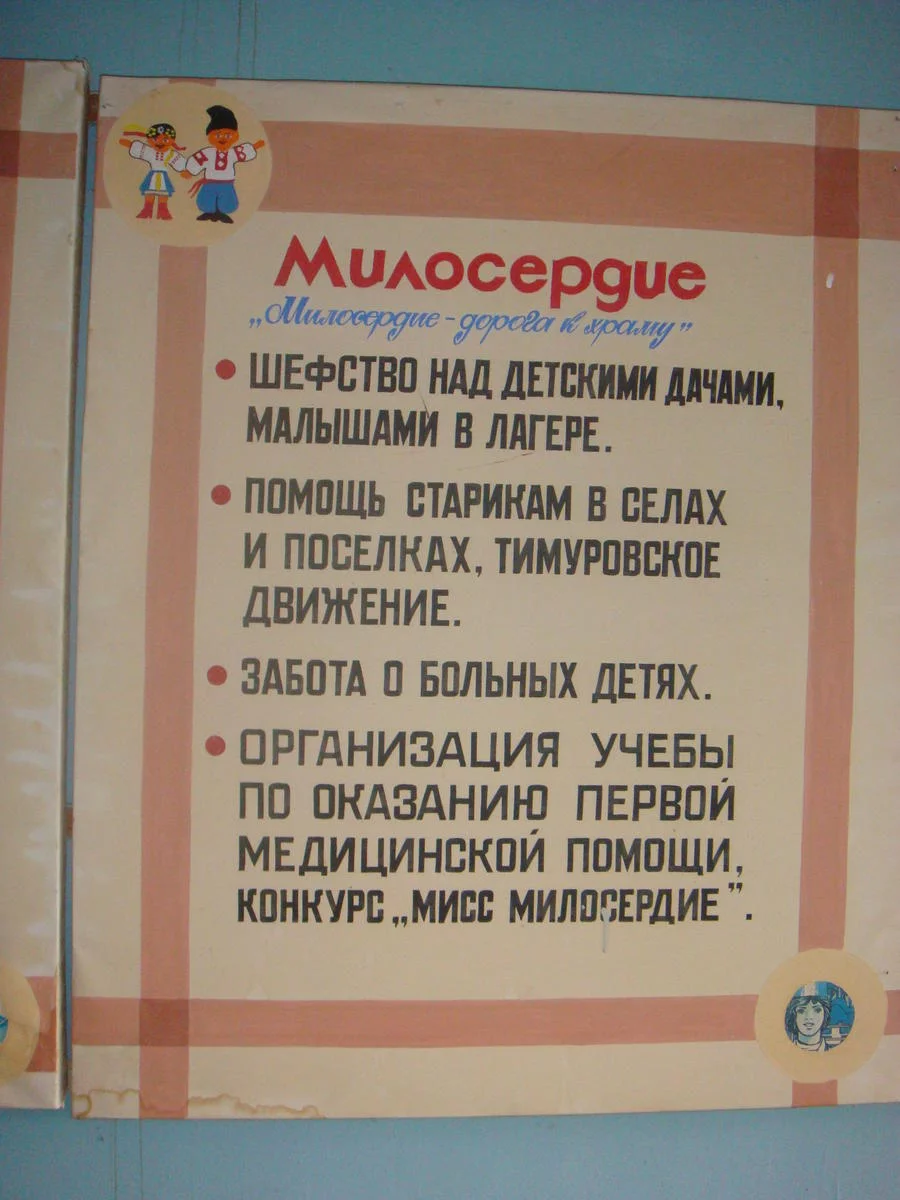 Милосердие
„Милосердие - дорога к храму”
• ШЕФСТВО НАД ДЕТСКИМИ ДАЧАМИ,
МАЛЫШАМИ В ЛАГЕРЕ.
• ПОМОЩЬ СТАРИКАМ В СЕЛАХ
И ПОСЕЛКАХ, ТИМУРОВСКОЕ
ДВИЖЕНИЕ.
• ЗАБОТА О БОЛЬНЫХ ДЕТЯХ.
• ОРГАНИЗАЦИЯ УЧЕБЫ
ПО ОКАЗАНИЮ ПЕРВОЙ
МЕДИЦИНСКОЙ ПОМОЩИ,
КОНКУРС „МИСС МИЛОСЕРДИЕ”.